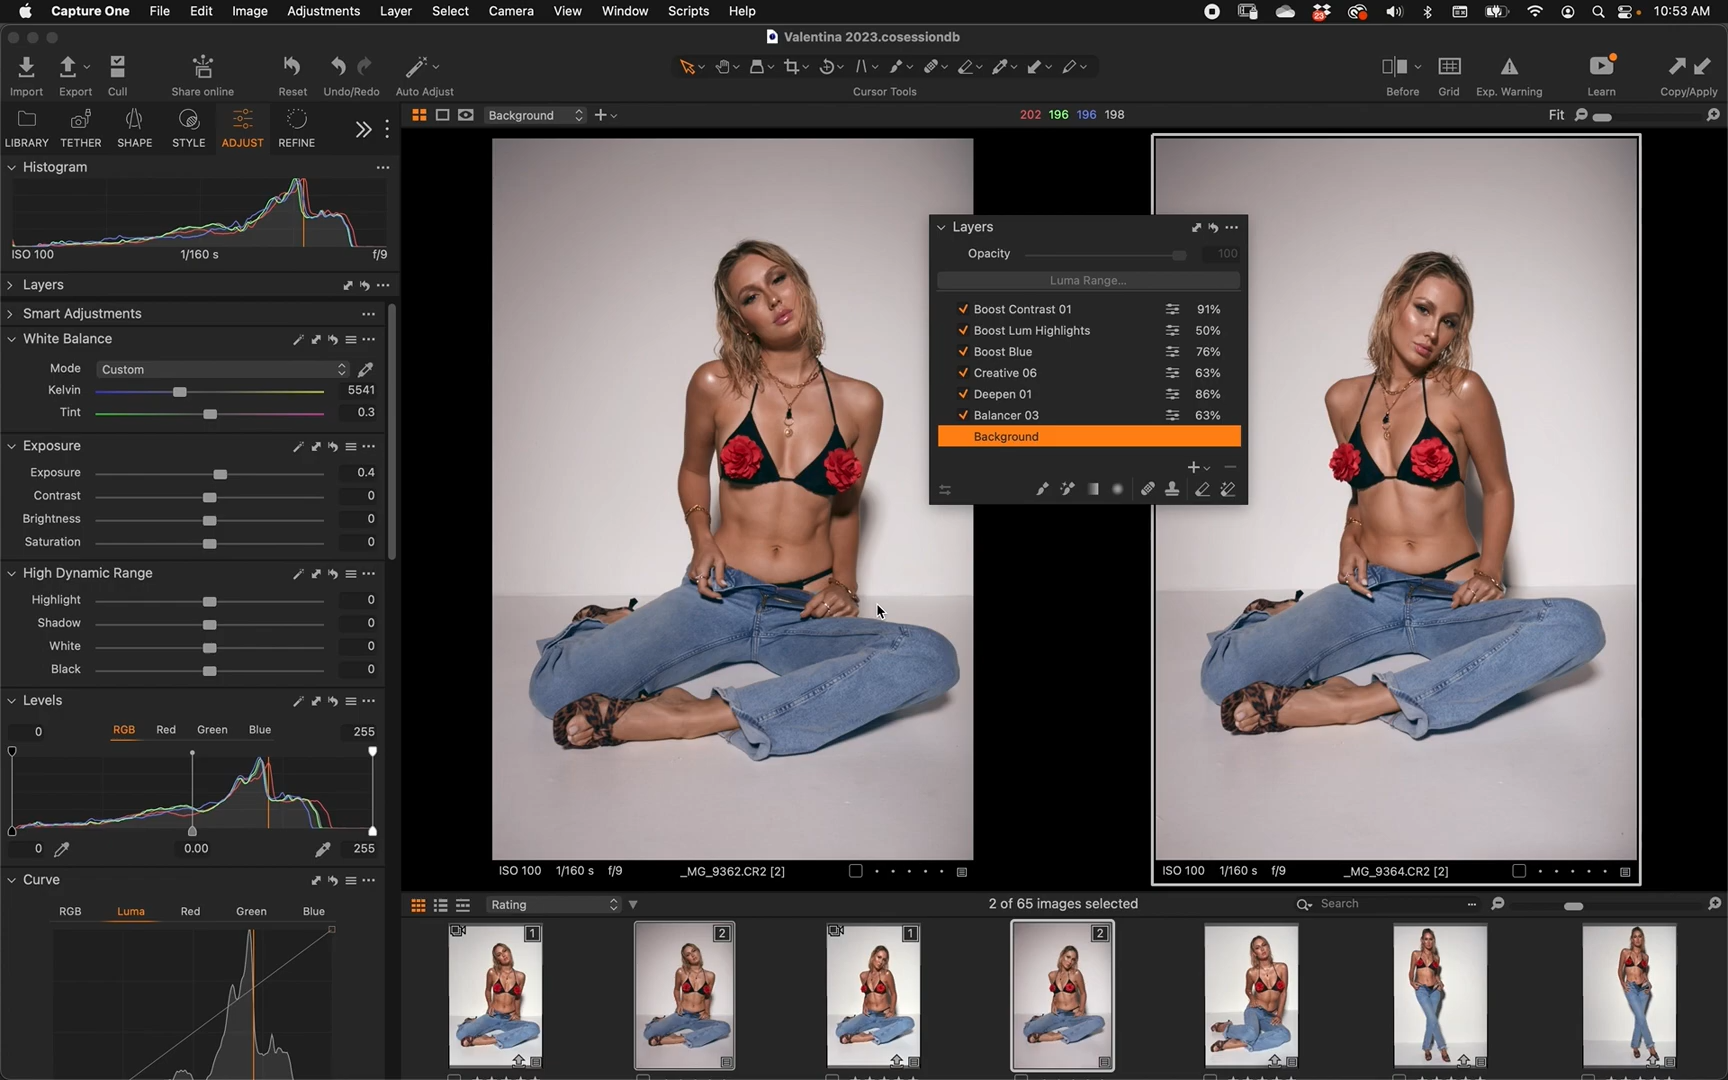 Capture One File Edit Image Adjustments Layer Select Camera View Window Scripts Help 23 10:53 AM
Valentina 2023.cosessiondb
Import Export Cull Share online Reset Undo/Redo Auto Adjust Cursor Tools Before Grid Exp. Warning Learn Copy/Apply
LIBRARY TETHER SHAPE STYLE ADJUST REFINE
Background 202 196 196 198 Fit
Histogram
ISO 100 1/160 s f/9
Layers
Smart Adjustments
White Balance
Mode Custom
Kelvin 5541
Tint 0.3
Exposure
Exposure 0.4
Contrast 0
Brightness 0
Saturation 0
High Dynamic Range
Highlight 0
Shadow 0
White 0
Black 0
Levels
0 RGB Red Green Blue 255
0 0.00 255
Curve
RGB Luma Red Green Blue
Layers
Opacity 100
Luma Range...
Boost Contrast 01 91%
Boost Lum Highlights 50%
Boost Blue 76%
Creative 06 63%
Deepen 01 86%
Balancer 03 63%
Background
ISO 100 1/160 s f/9 _MG_9362.CR2 [2]
ISO 100 1/160 s f/9 _MG_9364.CR2 [2]
Rating 2 of 65 images selected Search
1 2 1 2